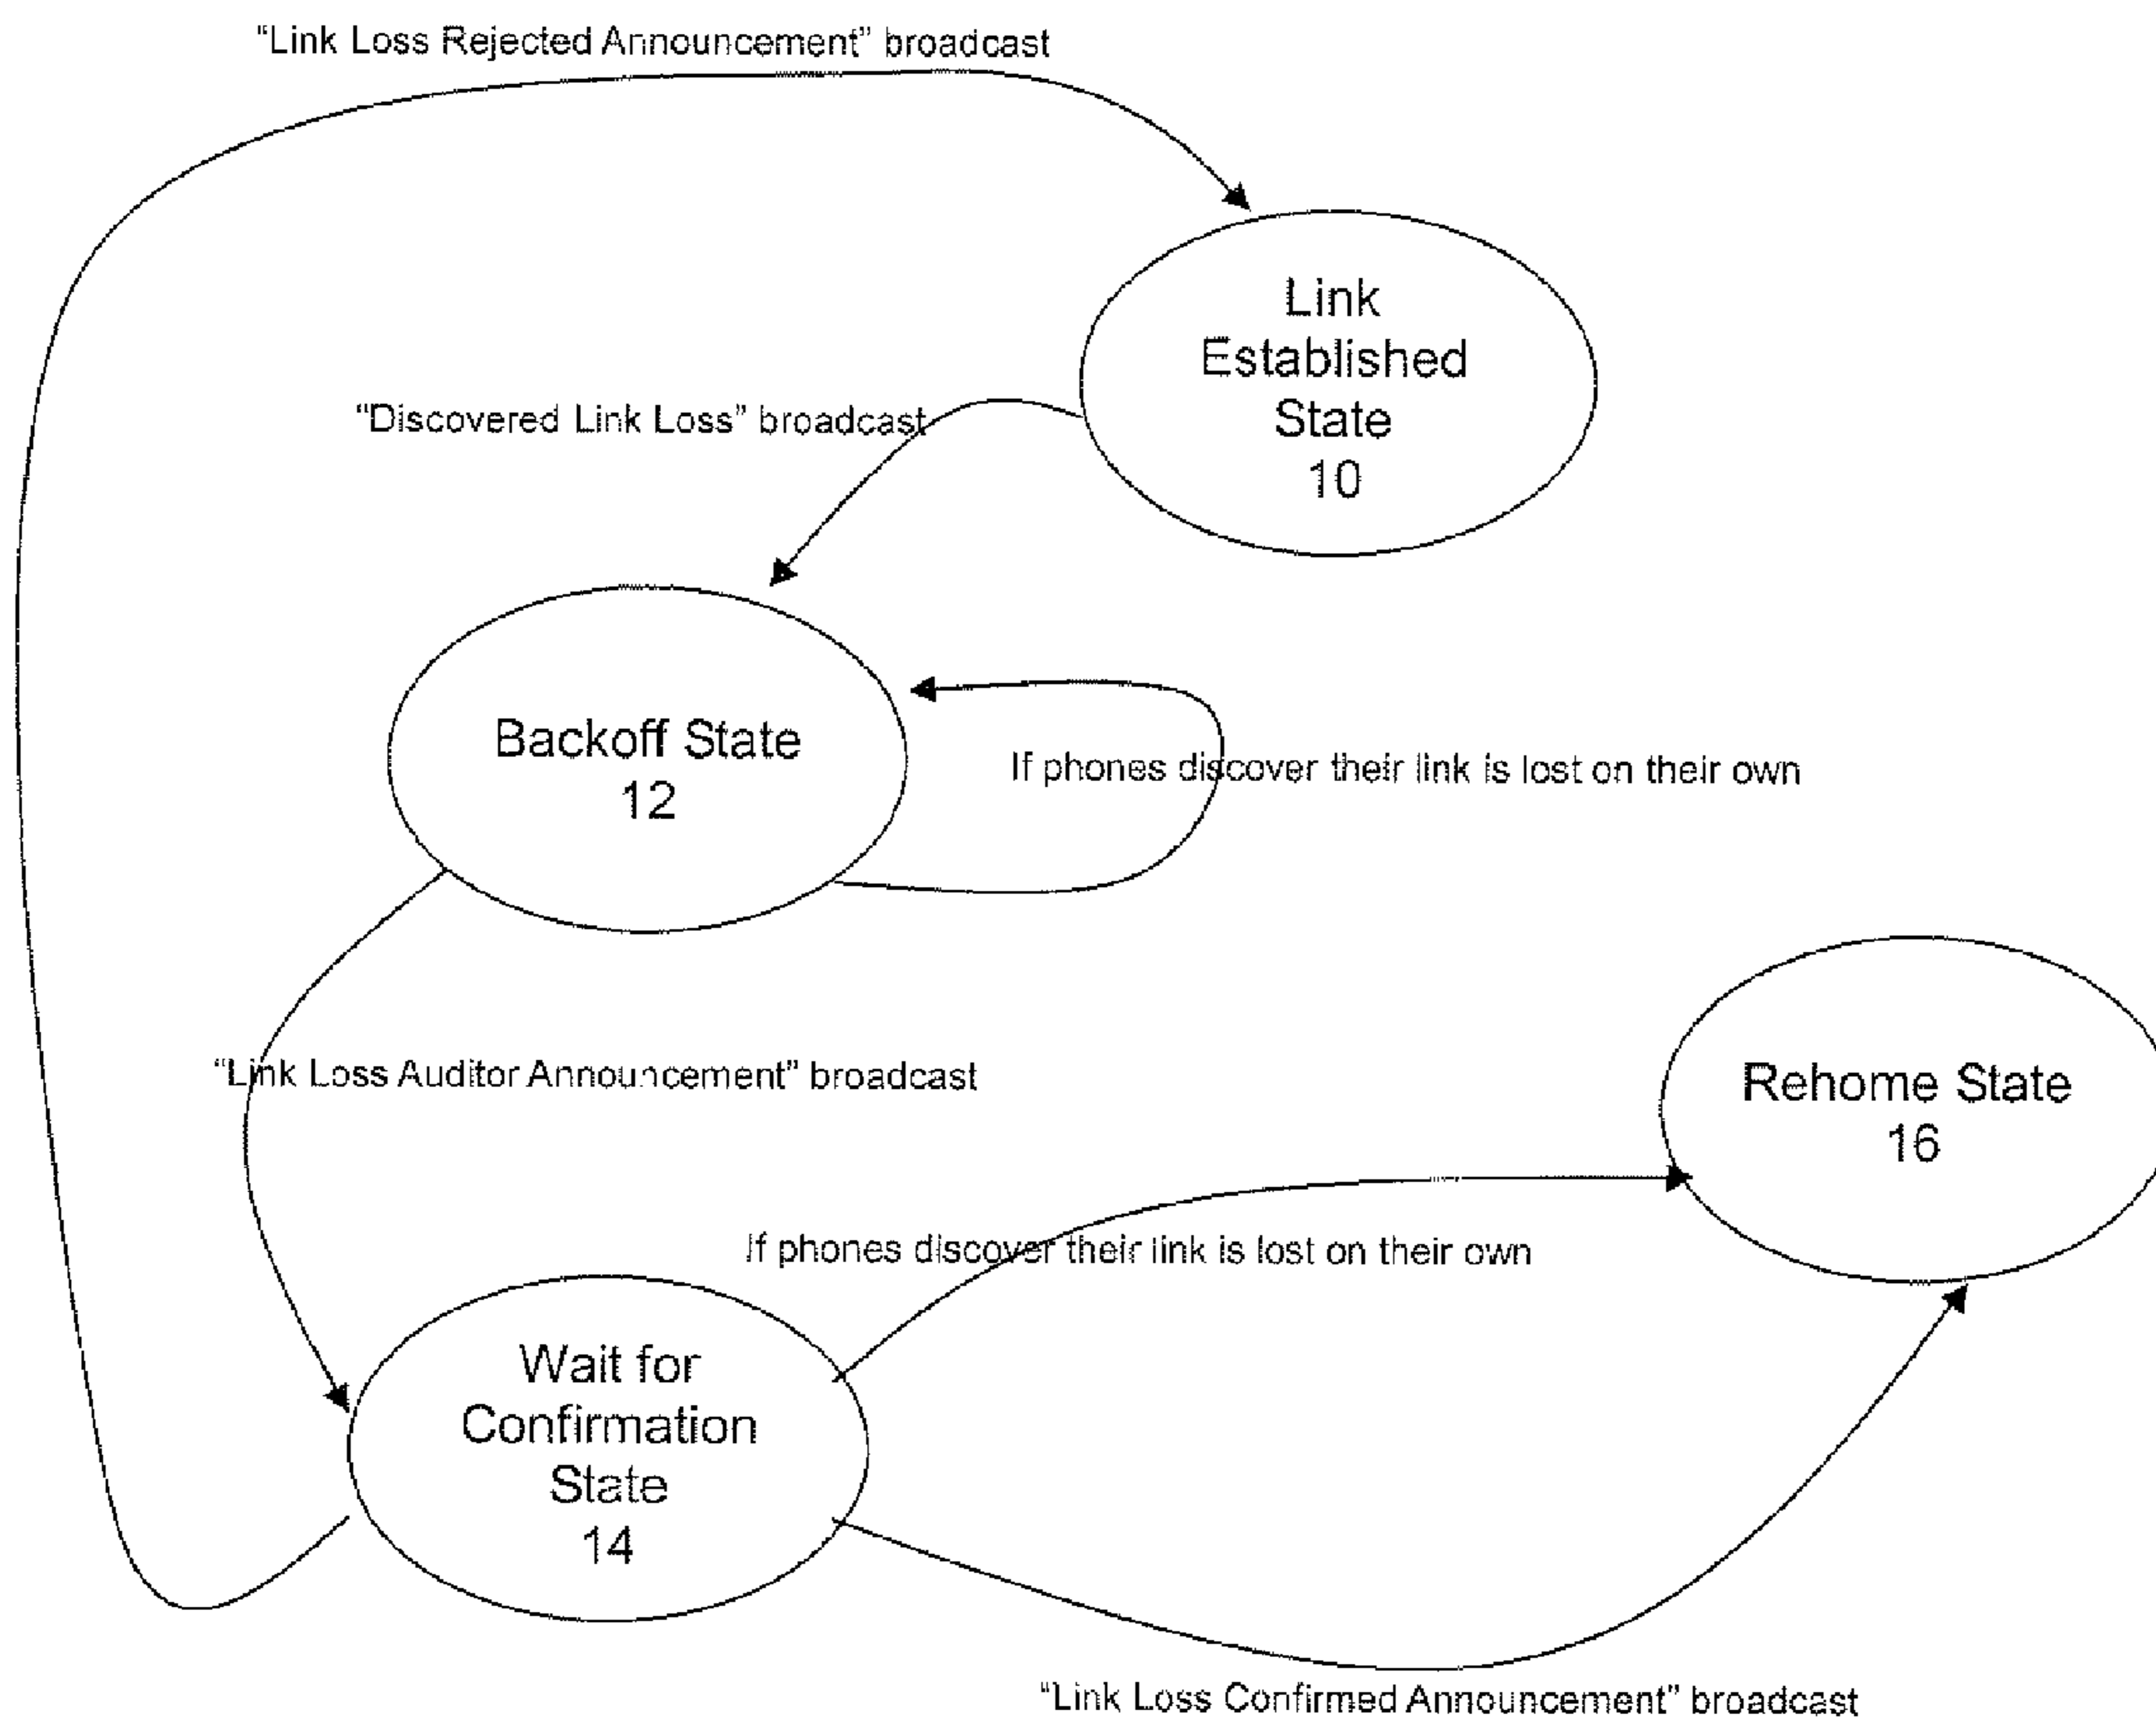 “Link Loss Rejected Announcement” broadcast
Link
Established
State
10
“Discovered Link Loss” broadcast
Backoff State
12
If phones discover their link is lost on their own
“Link Loss Auditor Announcement” broadcast
Rehome State
16
If phones discover their link is lost on their own
Wait for
Confirmation
State
14
“Link Loss Confirmed Announcement” broadcast